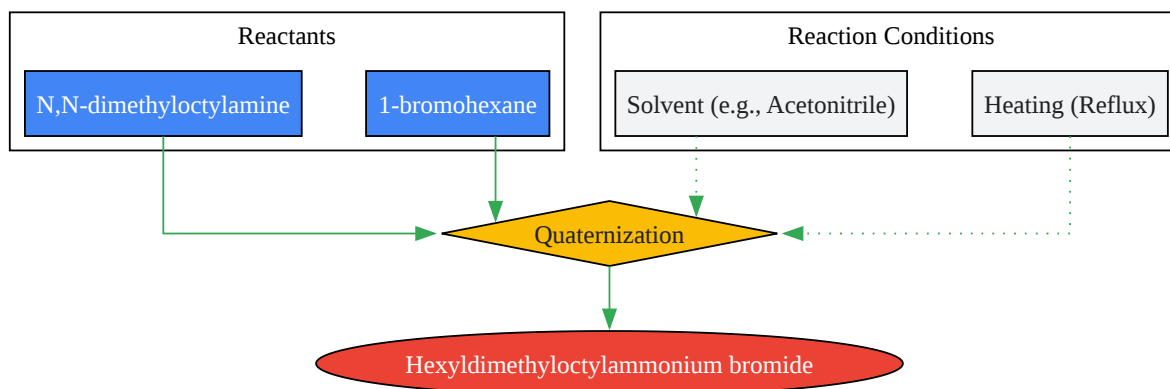 Reactants
Reaction Conditions
N,N-dimethyloctylamine
1-bromohexane
Solvent (e.g., Acetonitrile)
Heating (Reflux)
Quaternization
Hexyldimethyloctylammonium bromide